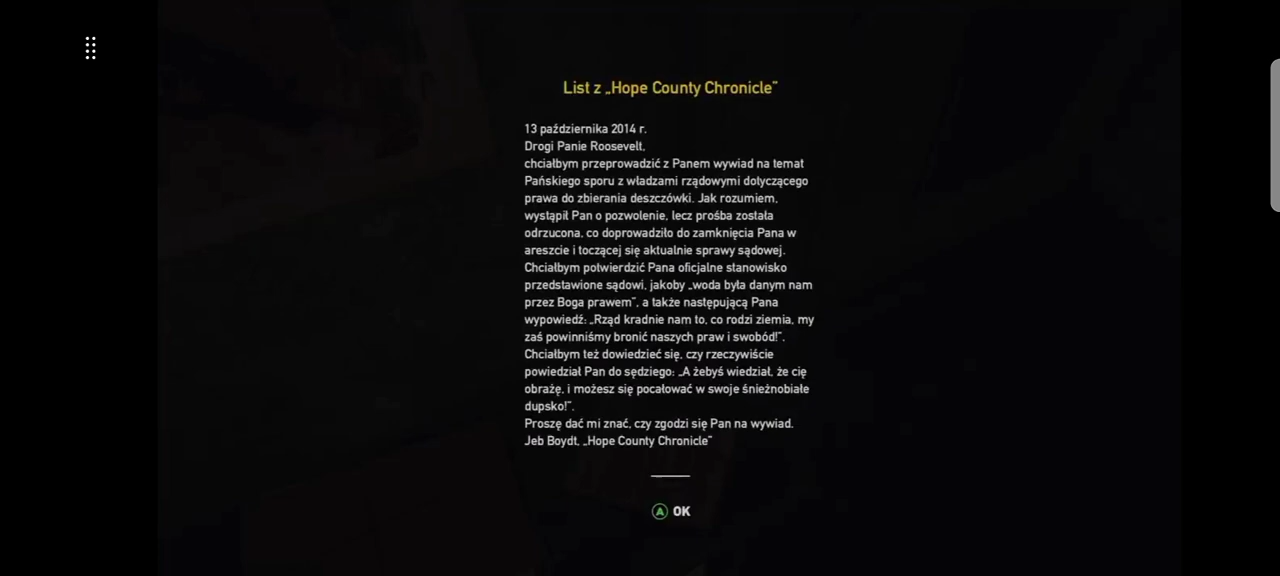 List z „Hope County Chronicle”
13 października 2014 r.
Drogi Panie Roosevelt,
chciałbym przeprowadzić z Panem wywiad na temat
Pańskiego sporu z władzami rządowymi dotyczącego
prawa do zbierania deszczówki. Jak rozumiem,
wystąpił Pan o pozwolenie, lecz prośba została
odrzucona, co doprowadziło do zamknięcia Pana w
areszcie i toczącej się aktualnie sprawy sądowej.
Chciałbym potwierdzić Pana oficjalne stanowisko
przedstawione sądowi, jakoby „woda była danym nam
przez Boga prawem”, a także następującą Pana
wypowiedź: „Rząd kradnie nam to, co rodzi ziemia, my
zaś powinniśmy bronić naszych praw i swobód!”.
Chciałbym też dowiedzieć się, czy rzeczywiście
powiedział Pan do sędziego: „A żebyś wiedział, że cię
obrażę, i możesz się pocałować w swoje śnieżnobiałe
dupsko!”.
Proszę dać mi znać, czy zgodzi się Pan na wywiad.
Jeb Boydt, „Hope County Chronicle”
A OK